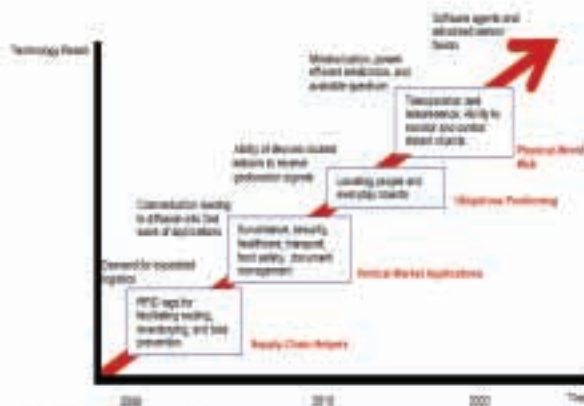 Software agents and
advanced sensor
fusion
Technology Reach
Miniaturization, power-
efficient electronics, and
available spectrum
Teleoperation and
telepresence: Ability to
monitor and control
distant objects
Physical-World
Web
Ability of devices located
indoors to receive
geolocation signals
Locating people and
everyday objects
Ubiquitous Positioning
Cost reduction leading
to diffusion into 2nd
wave of applications
Surveillance, security,
healthcare, transport,
food safety, document
management
Vertical-Market Applications
Demand for expedited
logistics
RFID tags for
facilitating routing,
inventorying, and loss
prevention
Supply-Chain Helpers
2000
2010
2020